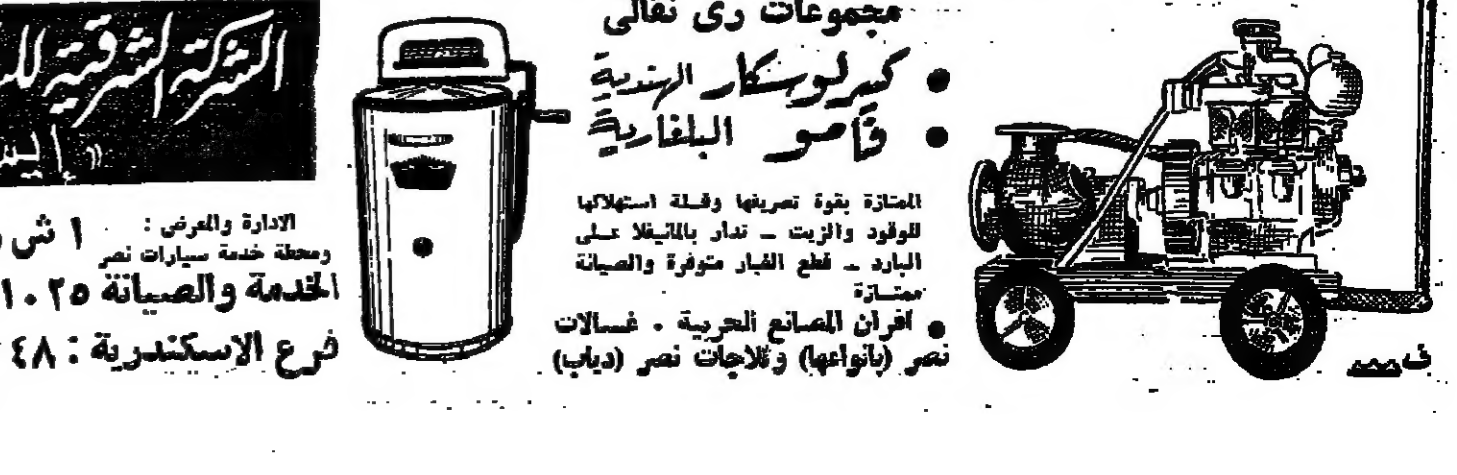 مجموعات رى نقالى
• كيرلوسكار الهندية
• فامو البلغارية
الممتازة بقوة تصريفها وقلة استهلاكها
للوقود والزيت ــ تدار بالمانيفلا على
البارد ــ قطع الغيار متوفرة والصيانة
ممتازة
• افران المصانع الحربية . غسالات
نصر (بانواعها) وثلاجات نصر (دياب)
الشركة الشرقية
الادارة والمعرض : ١ ش
ومحطة خدمة سيارات نصر
الخدمة والصيانة ١٠٢٥
فرع الاسكندرية : ٤٨